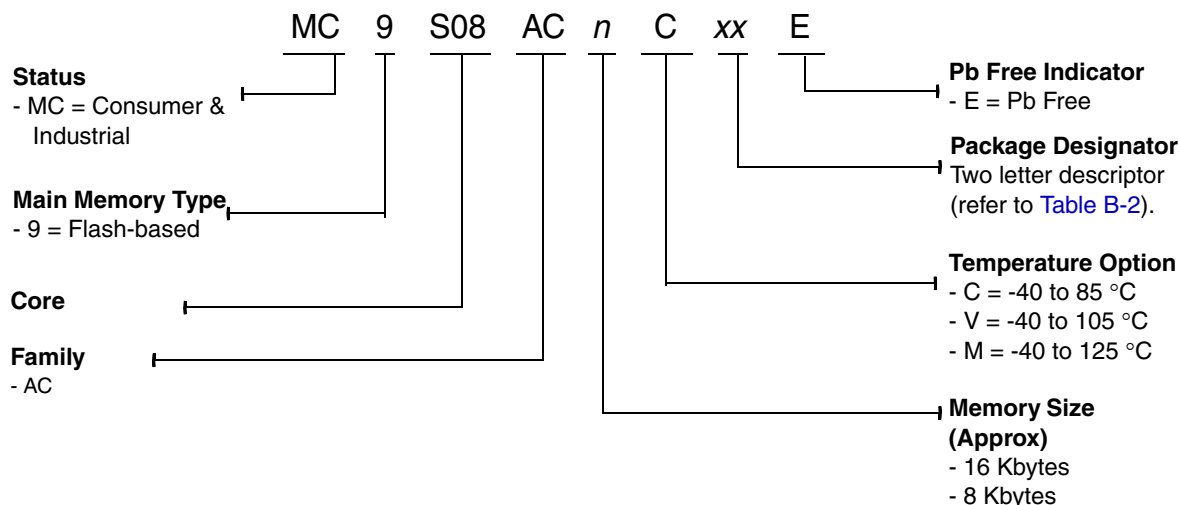 MC 9 S08 AC n C xx E
Status
- MC = Consumer &
Industrial
Main Memory Type
- 9 = Flash-based
Core
Family
- AC
Pb Free Indicator
- E = Pb Free
Package Designator
Two letter descriptor
(refer to Table B-2).
Temperature Option
- C = -40 to 85 °C
- V = -40 to 105 °C
- M = -40 to 125 °C
Memory Size
(Approx)
- 16 Kbytes
- 8 Kbytes